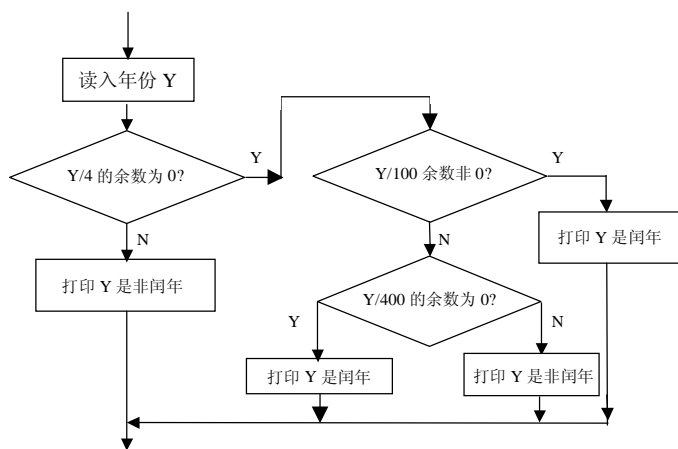 读入年份 Y
Y/4 的余数为 0?
Y
Y/100 余数非 0?
Y
N
N
打印 Y 是闰年
打印 Y 是非闰年
Y/400 的余数为 0?
Y
N
打印 Y 是闰年
打印 Y 是非闰年